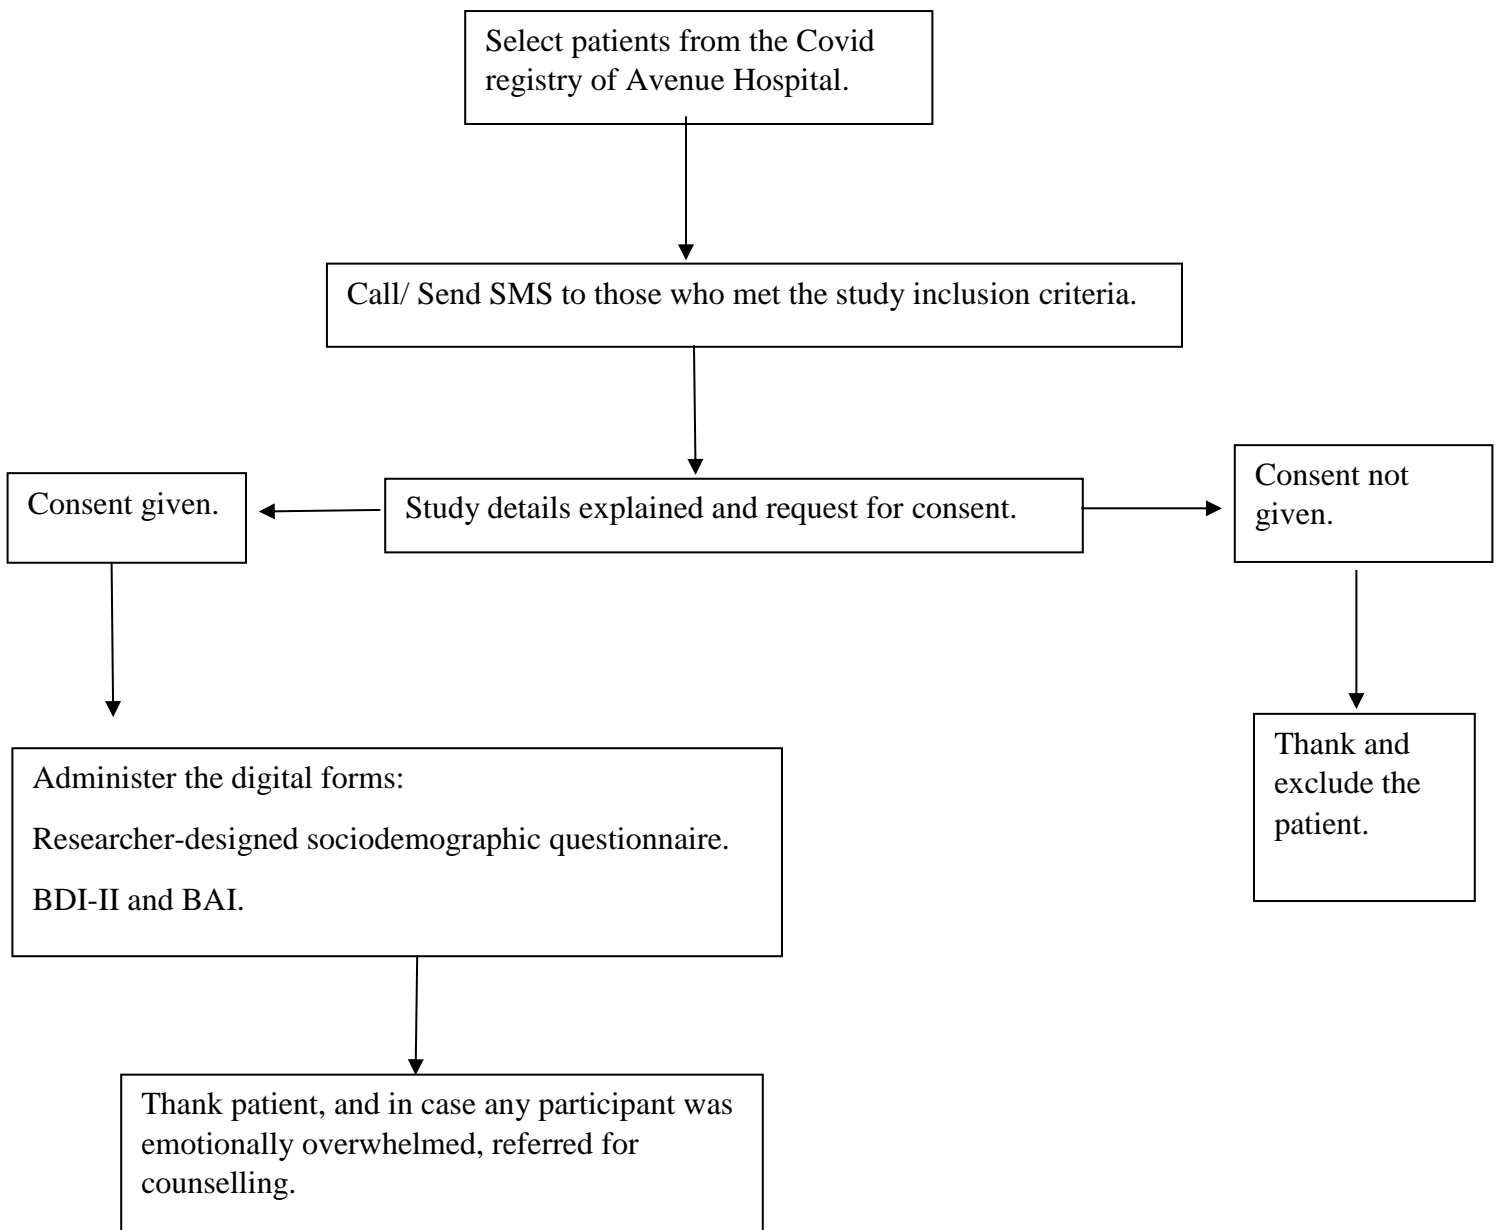 Select patients from the Covid
registry of Avenue Hospital.
Call/ Send SMS to those who met the study inclusion criteria.
Consent given.
Study details explained and request for consent.
Consent not
given.
Administer the digital forms:
Researcher-designed sociodemographic questionnaire.
BDI-II and BAI.
Thank and
exclude the
patient.
Thank patient, and in case any participant was
emotionally overwhelmed, referred for
counselling.